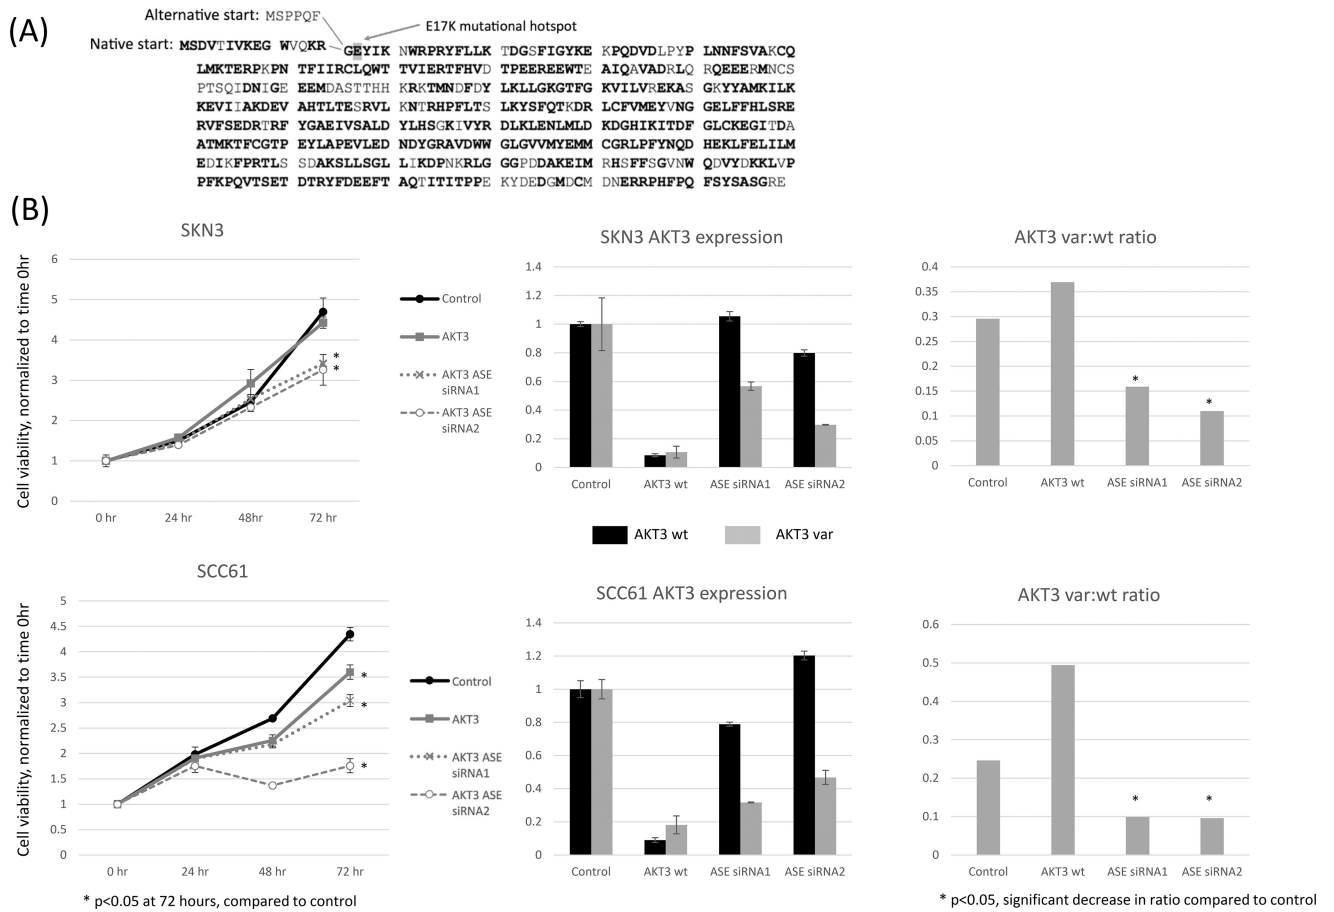 (A)
Alternative start: MSPPQF
E17K mutational hotspot
Native start: MSDVTIVKEG WVQKR GEYIK NWRPRYFLLK TDGSFIGYKE KPQDVDLPYP LNNFSVAKCQ
LMKTERPKPN TFIIRCLQWT TVIERTFHVD TPEEREEWTE AIQAVADRLQ RQEEERMNCS
PTSQIDNIGE EEMDASTTHH KRKTMNDFDY LKLLGKGTFG KVILVREKAS GKYYAMKILK
KEVIIAKDEV AHTLTESRVL KNTRHPFLTS LKYSFQTKDR LCFVMEYVNG GELFFHLSRE
RVFSEDRTRF YGAEIVSALD YLHSGKIVYR DLKLENLMLD KDGHIKITDF GLCKEGITDA
ATMKTFCGTP EYLAPEVLED NDYGRAVDWW GLGVVMYEMM CGRLPFYNQD HEKLFELILM
EDIKFPRTLS SDAKSLLSGL LIKDPNKRLG GGPDDAKEIM RHSFFSGVNW QDVYDKKLVP
PFKPQVTSET DTRYFDEEFT AQTITITPPE KYDEDGMDCM DNERRPHFPQ FSYSASGRE
(B)
SKN3
Cell viability, normalized to time 0hr
6
5
4
3
2
1
0
0 hr 24 hr 48hr 72 hr
*
*
Control
AKT3
AKT3 ASE
siRNA1
AKT3 ASE
siRNA2
SKN3 AKT3 expression
1.4
1.2
1
0.8
0.6
0.4
0.2
0
Control AKT3 wt ASE siRNA1 ASE siRNA2
AKT3 var:wt ratio
0.4
0.35
0.3
0.25
0.2
0.15
0.1
0.05
0
* *
Control AKT3 wt ASE siRNA1 ASE siRNA2
AKT3 wt AKT3 var
SCC61
Cell viability, normalized to time 0hr
5
4.5
4
3.5
3
2.5
2
1.5
1
0.5
0
0 hr 24 hr 48 hr 72 hr
*
*
*
* p<0.05 at 72 hours, compared to control
Control
AKT3
AKT3 ASE
siRNA1
AKT3 ASE
siRNA2
SCC61 AKT3 expression
1.4
1.2
1
0.8
0.6
0.4
0.2
0
Control AKT3 wt ASE siRNA1 ASE siRNA2
AKT3 var:wt ratio
0.6
0.5
0.4
0.3
0.2
0.1
0
* *
Control AKT3 wt ASE siRNA1 ASE siRNA2
* p<0.05, significant decrease in ratio compared to control